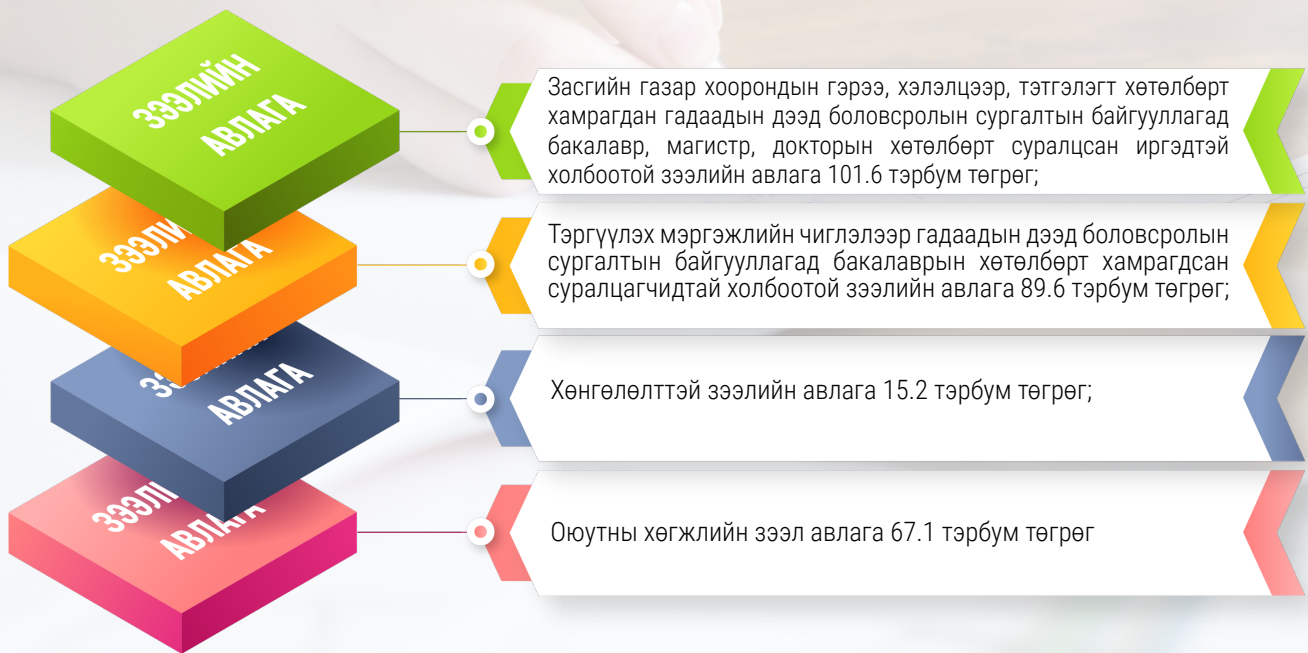 ЗЭЭЛИЙН
АВЛАГА
Засгийн газар хоорондын гэрээ, хэлэлцээр, тэтгэлэгт хөтөлбөрт
хамрагдан гадаадын дээд боловсролын сургалтын байгууллагад
бакалавр, магистр, докторын хөтөлбөрт суралцсан иргэдтэй
холбоотой зээлийн авлага 101.6 тэрбум төгрөг;
АВЛАГА
Тэргүүлэх мэргэжлийн чиглэлээр гадаадын дээд боловсролын
сургалтын байгууллагад бакалаврын хөтөлбөрт хамрагдсан
суралцагчидтай холбоотой зээлийн авлага 89.6 тэрбум төгрөг;
АВЛАГА
Хөнгөлөлттэй зээлийн авлага 15.2 тэрбум төгрөг;
АВЛАГА
Оюутны хөгжлийн зээл авлага 67.1 тэрбум төгрөг